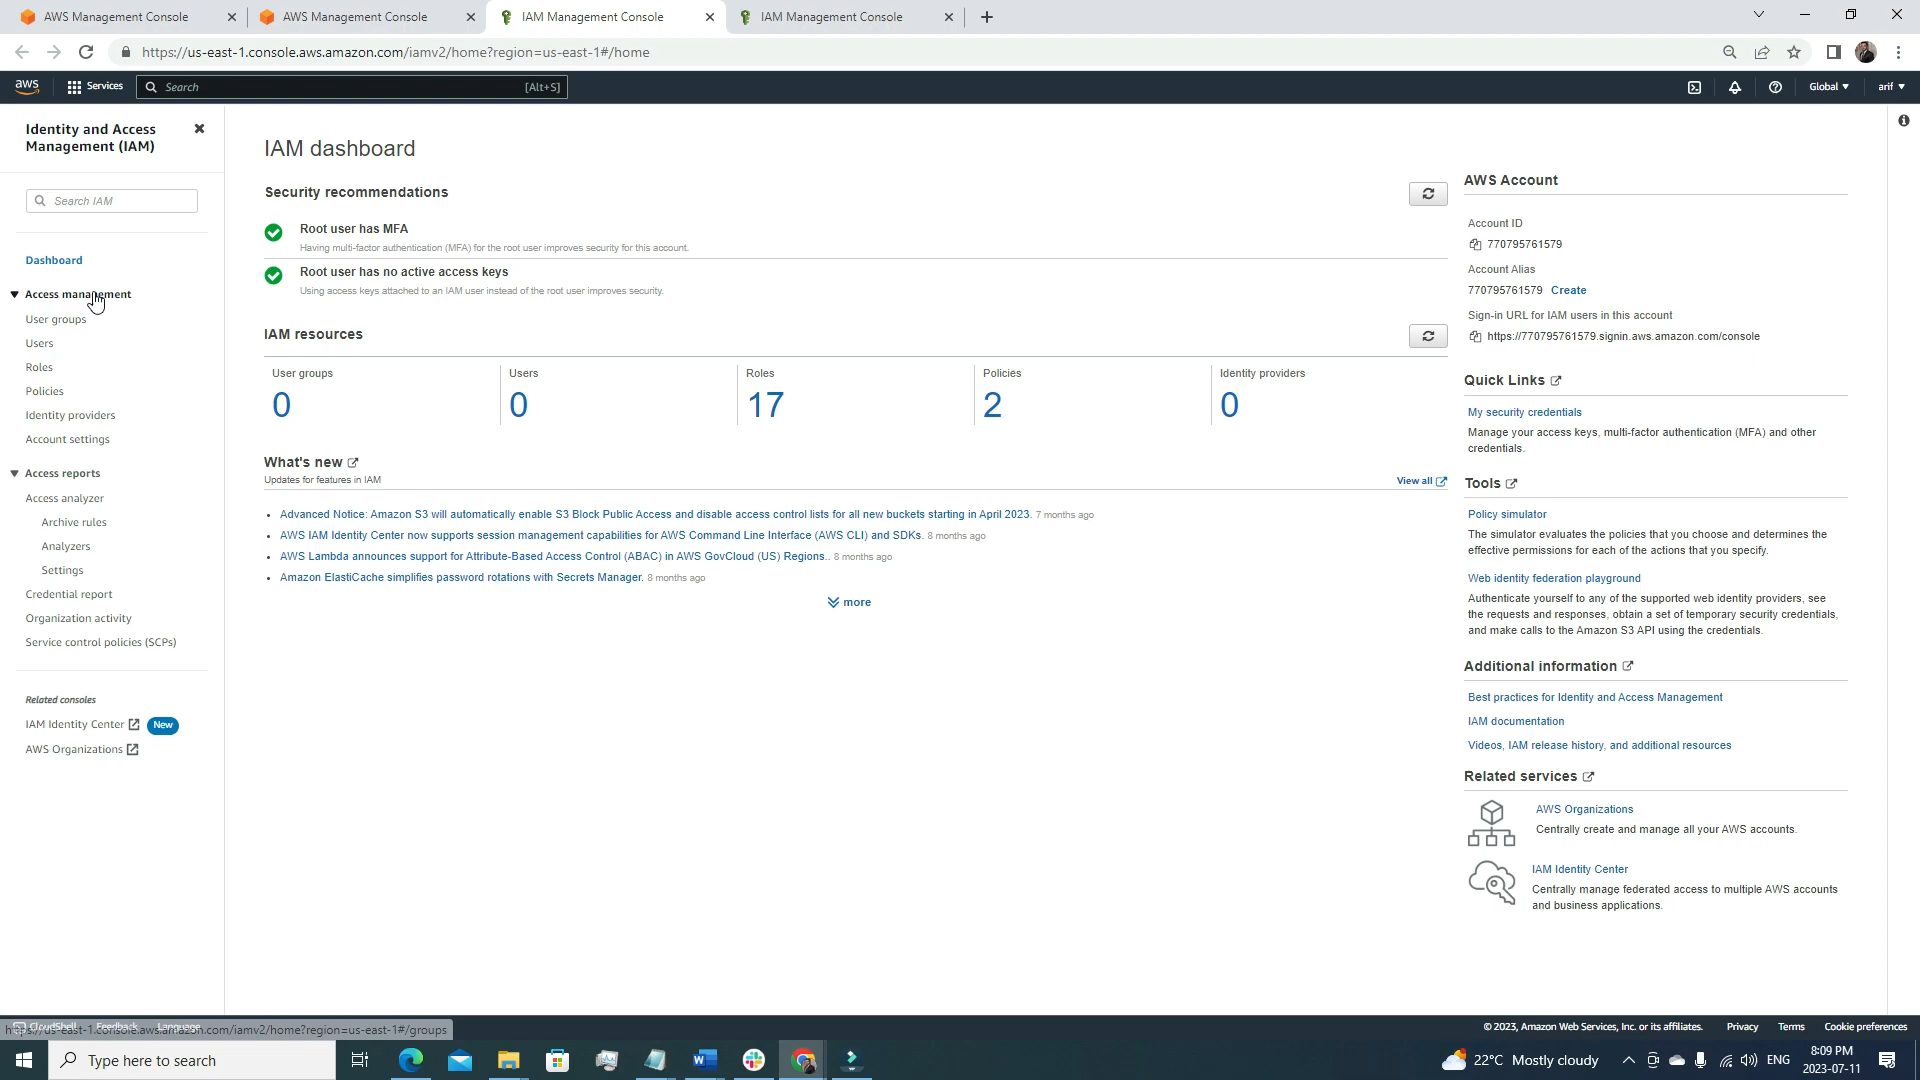 AWS Management Console
AWS Management Console
IAM Management Console
IAM Management Console
https://us-east-1.console.aws.amazon.com/iamv2/home?region=us-east-1#/home
aws
Services
Search
[Alt+S]
Global
arif
Identity and Access
Management (IAM)
Search IAM
Dashboard
Access management
User groups
Users
Roles
Policies
Identity providers
Account settings
Access reports
Access analyzer
Archive rules
Analyzers
Settings
Credential report
Organization activity
Service control policies (SCPs)
Related consoles
IAM Identity Center
New
AWS Organizations
IAM dashboard
Security recommendations
Root user has MFA
Having multi-factor authentication (MFA) for the root user improves security for this account.
Root user has no active access keys
Using access keys attached to an IAM user instead of the root user improves security.
IAM resources
User groups
0
Users
0
Roles
17
Policies
2
Identity providers
0
What's new
Updates for features in IAM
View all
Advanced Notice: Amazon S3 will automatically enable S3 Block Public Access and disable access control lists for all new buckets starting in April 2023. 7 months ago
AWS IAM Identity Center now supports session management capabilities for AWS Command Line Interface (AWS CLI) and SDKs. 8 months ago
AWS Lambda announces support for Attribute-Based Access Control (ABAC) in AWS GovCloud (US) Regions.. 8 months ago
Amazon ElastiCache simplifies password rotations with Secrets Manager. 8 months ago
more
AWS Account
Account ID
770795761579
Account Alias
770795761579 Create
Sign-in URL for IAM users in this account
https://770795761579.signin.aws.amazon.com/console
Quick Links
My security credentials
Manage your access keys, multi-factor authentication (MFA) and other
credentials.
Tools
Policy simulator
The simulator evaluates the policies that you choose and determines the
effective permissions for each of the actions that you specify.
Web identity federation playground
Authenticate yourself to any of the supported web identity providers, see
the requests and responses, obtain a set of temporary security credentials,
and make calls to the Amazon S3 API using the credentials.
Additional information
Best practices for Identity and Access Management
IAM documentation
Videos, IAM release history, and additional resources
Related services
AWS Organizations
Centrally create and manage all your AWS accounts.
IAM Identity Center
Centrally manage federated access to multiple AWS accounts
and business applications.
CloudShell
Feedback
Language
https://us-east-1.console.aws.amazon.com/iamv2/home?region=us-east-1#/groups
© 2023, Amazon Web Services, Inc. or its affiliates.
Privacy
Terms
Cookie preferences
Type here to search
22°C Mostly cloudy
ENG
8:09 PM
2023-07-11